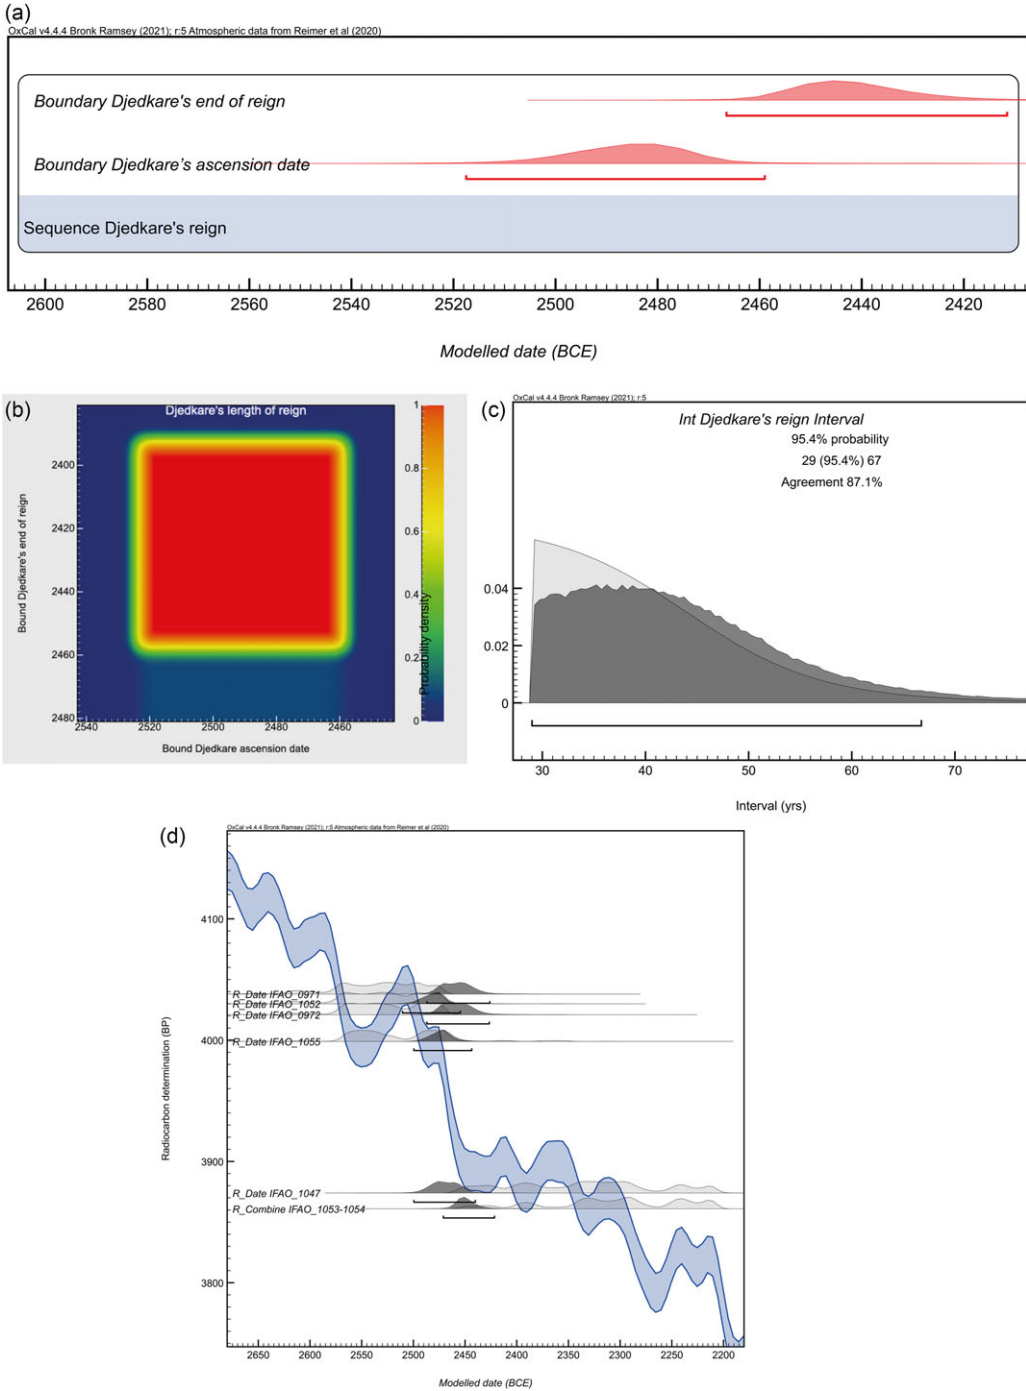 (a)
OxCal v4.4.4 Bronk Ramsey (2021); r:5 Atmospheric data from Reimer et al (2020)
Boundary Djedkare's end of reign
Boundary Djedkare's ascension date
Sequence Djedkare's reign
2600 2580 2560 2540 2520 2500 2480 2460 2440 2420
Modelled date (BCE)
(b)
Djedkare's length of reign
Bound Djedkare's end of reign
2400
2420
2440
2460
2480
2540 2520 2500 2480 2460
Bound Djedkare ascension date
1
0.8
0.6
0.4
0.2
0
Probability density
(c)
OxCal v4.4.4 Bronk Ramsey (2021); r:5
Int Djedkare's reign Interval
95.4% probability
29 (95.4%) 67
Agreement 87.1%
0.04
0.02
0
30 40 50 60 70
Interval (yrs)
(d)
OxCal v4.4.4 Bronk Ramsey (2021); r:5 Atmospheric data from Reimer et al (2020)
Radiocarbon determination (BP)
4100
4000
3900
3800
R_Date IFAO_0971
R_Date IFAO_1052
R_Date IFAO_0972
R_Date IFAO_1055
R_Date IFAO_1047
R_Combine IFAO_1053-1054
2650 2600 2550 2500 2450 2400 2350 2300 2250 2200
Modelled date (BCE)